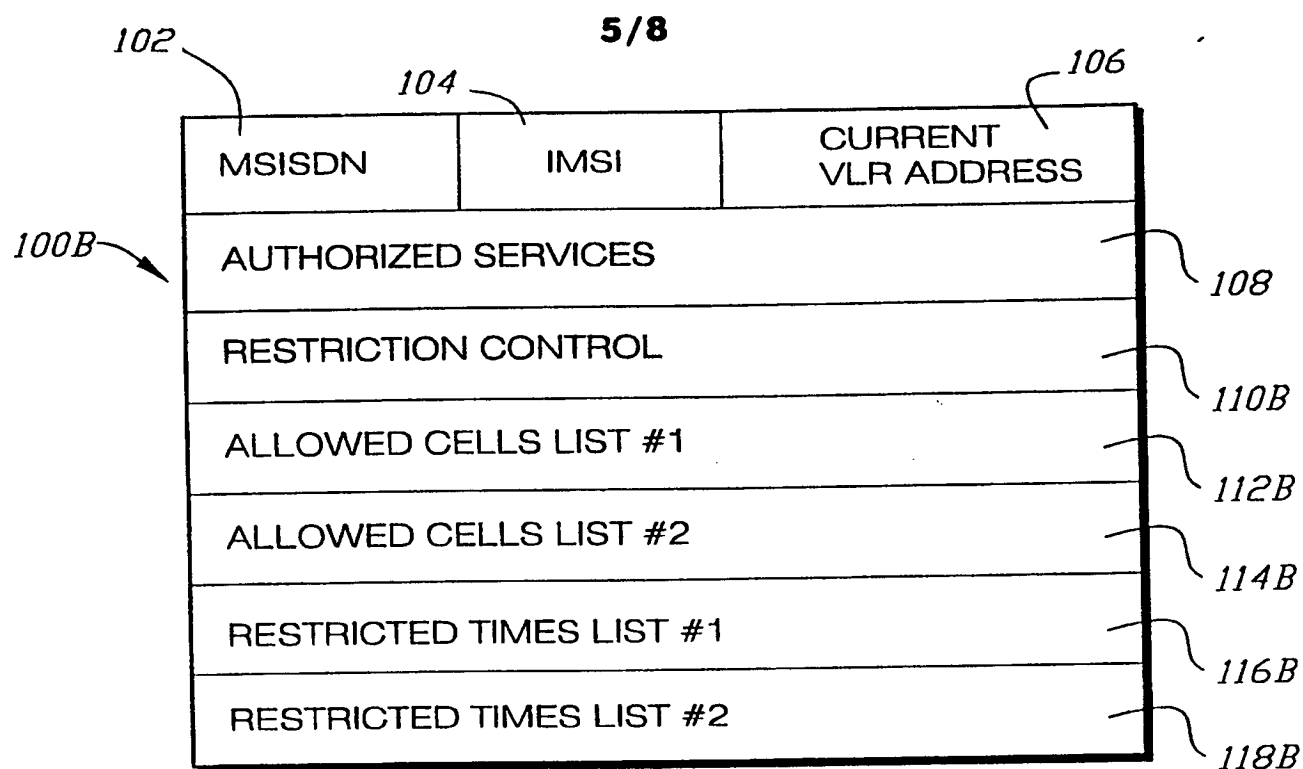 5/8
102
104
106
MSISDN
IMSI
CURRENT
VLR ADDRESS
100B
AUTHORIZED SERVICES
108
RESTRICTION CONTROL
110B
ALLOWED CELLS LIST #1
112B
ALLOWED CELLS LIST #2
114B
RESTRICTED TIMES LIST #1
116B
RESTRICTED TIMES LIST #2
118B